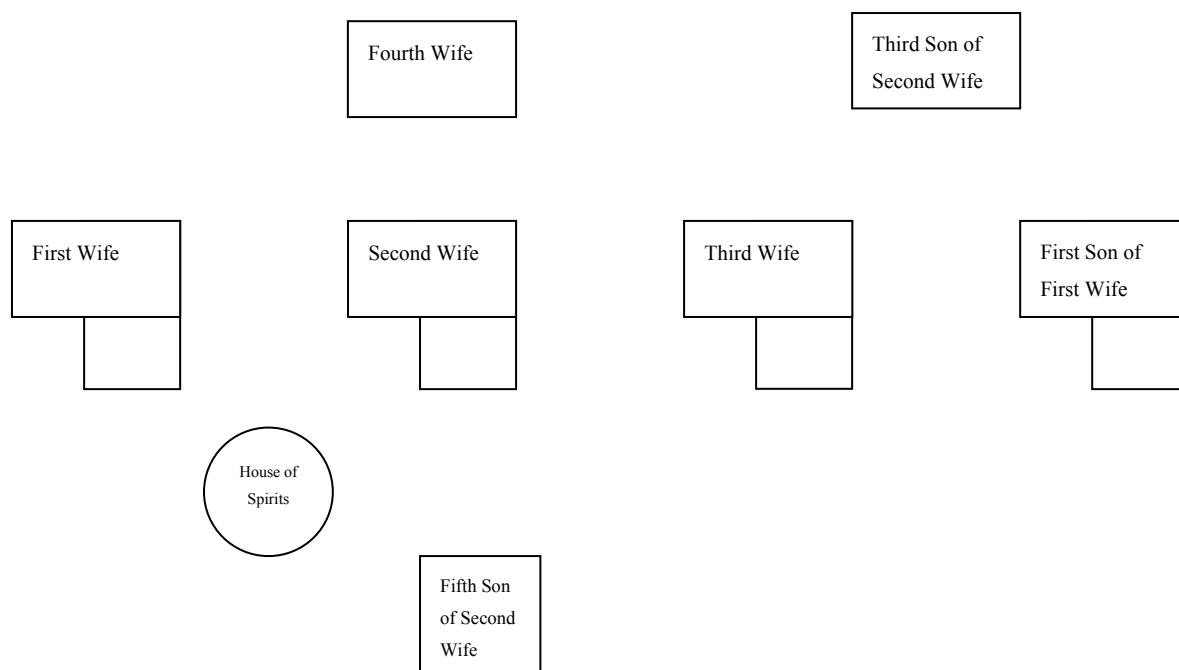 Fourth Wife
Third Son of
Second Wife
First Wife
Second Wife
Third Wife
First Son of
First Wife
House of
Spirits
Fifth Son
of Second
Wife